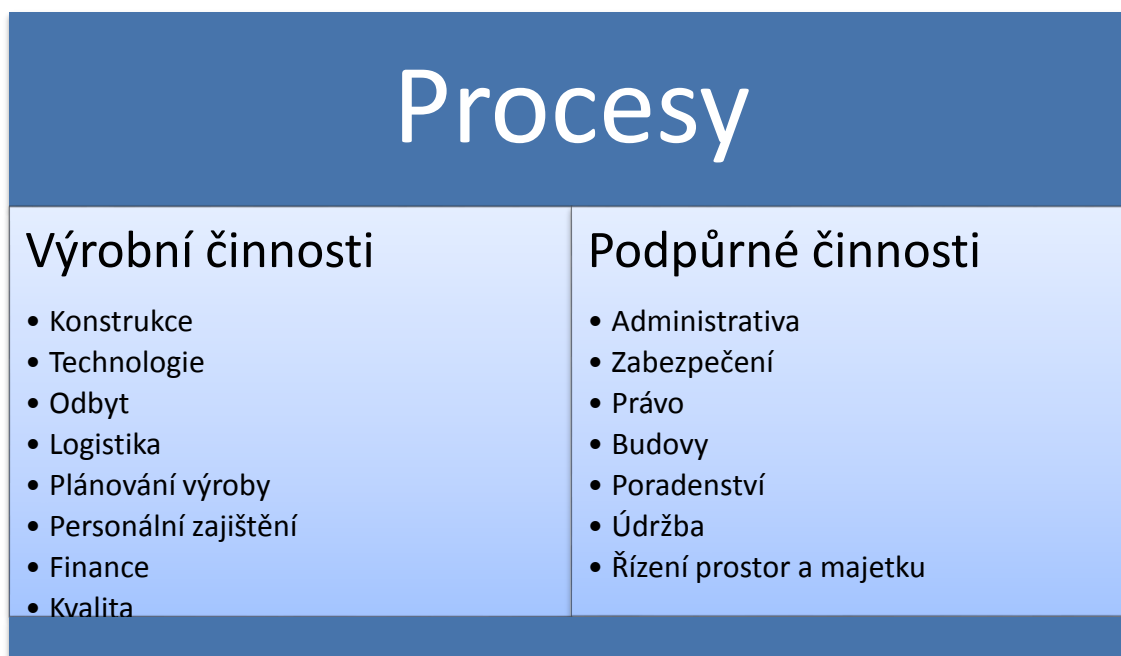 Procesy
Výrobní činnosti
• Konstrukce
• Technologie
• Odbyt
• Logistika
• Plánování výroby
• Personální zajištění
• Finance
• Kvalita
Podpůrné činnosti
• Administrativa
• Zabezpečení
• Právo
• Budovy
• Poradenství
• Údržba
• Řízení prostor a majetku